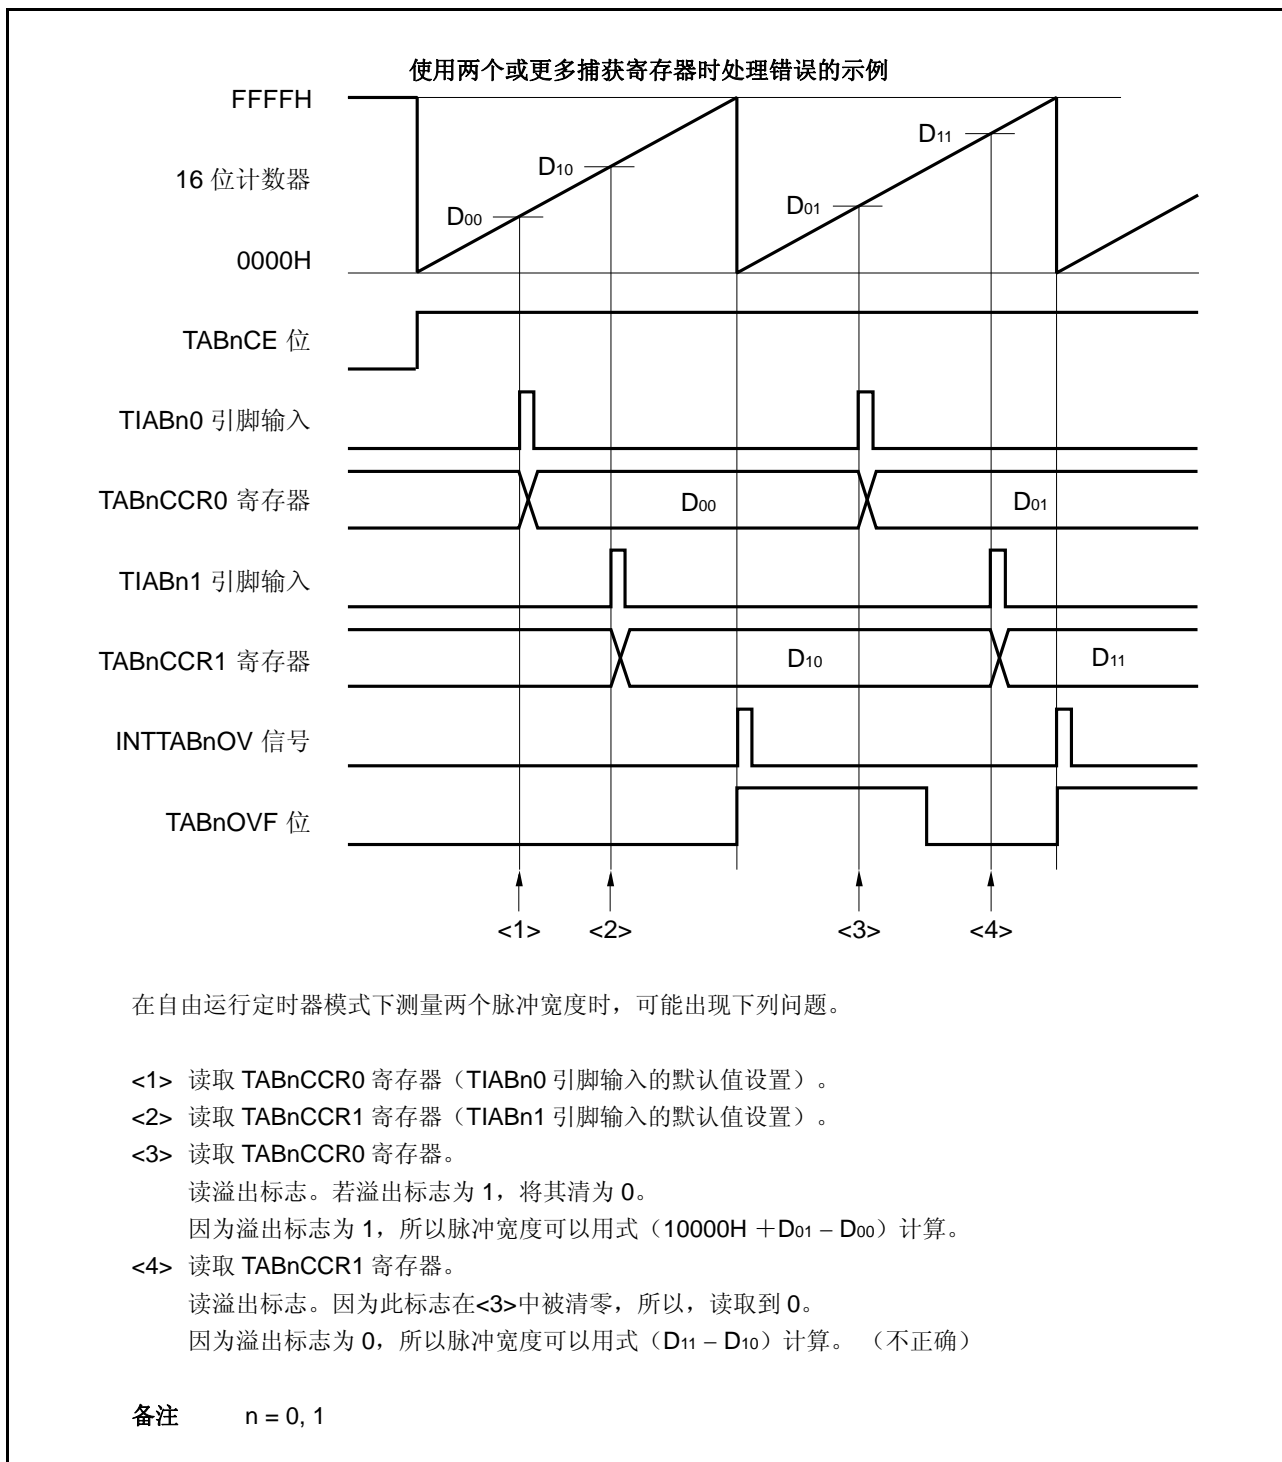 使用两个或更多捕获寄存器时处理错误的示例
FFFFH
D11
D10
16 位计数器
D01
D00
0000H
TABnCE 位
TIABn0 引脚输入
TABnCCR0 寄存器
D00
D01
TIABn1 引脚输入
TABnCCR1 寄存器
D10
D11
INTTABnOV 信号
TABnOVF 位
<1>
<2>
<3>
<4>
在自由运行定时器模式下测量两个脉冲宽度时，可能出现下列问题。
<1> 读取 TABnCCR0 寄存器（TIABn0 引脚输入的默认值设置）。
<2> 读取 TABnCCR1 寄存器（TIABn1 引脚输入的默认值设置）。
<3> 读取 TABnCCR0 寄存器。
读溢出标志。若溢出标志为 1，将其清为 0。
因为溢出标志为 1，所以脉冲宽度可以用式（10000H ＋D01 – D00）计算。
<4> 读取 TABnCCR1 寄存器。
读溢出标志。因为此标志在<3>中被清零，所以，读取到 0。
因为溢出标志为 0，所以脉冲宽度可以用式（D11 – D10）计算。 （不正确）
备注 n = 0, 1